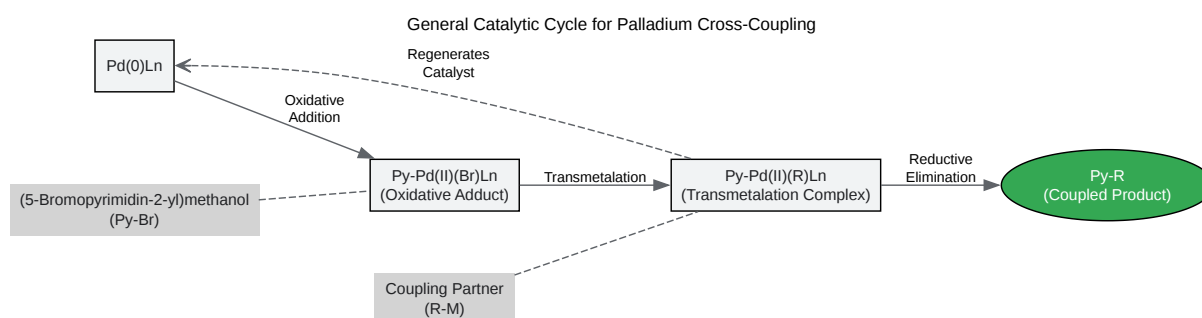 General Catalytic Cycle for Palladium Cross-Coupling
Regenerates
Catalyst
Pd(0)Ln
Oxidative
Addition
Py-Pd(II)(Br)Ln
(Oxidative Adduct)
Transmetalation
Py-Pd(II)(R)Ln
(Transmetalation Complex)
Reductive
Elimination
Py-R
(Coupled Product)
(5-Bromopyrimidin-2-yl)methanol
(Py-Br)
Coupling Partner
(R-M)